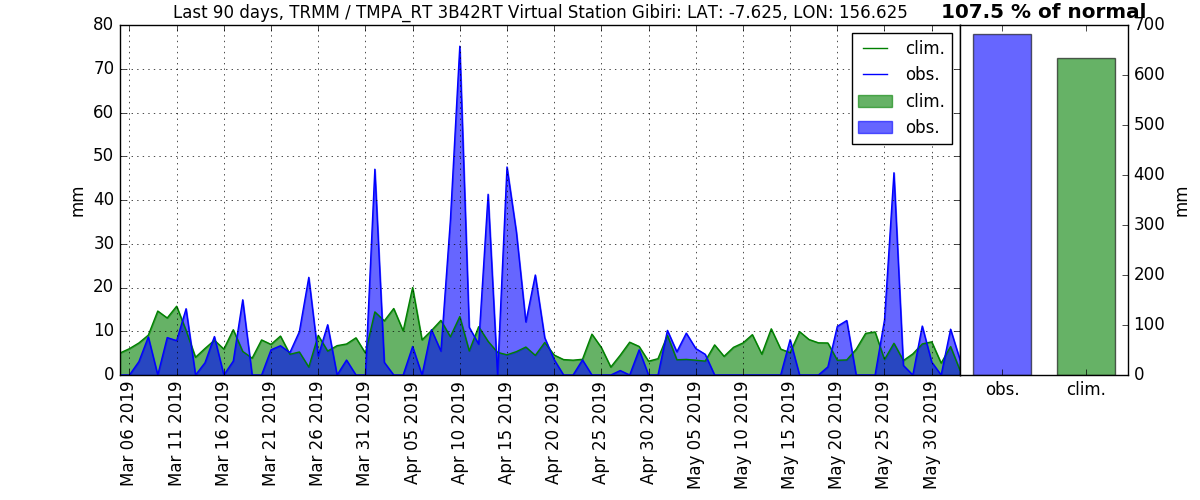 Last 90 days, TRMM / TMPA_RT 3B42RT Virtual Station Gibiri: LAT: -7.625, LON: 156.625
107.5 % of normal
80
70
60
50
40
30
20
10
0
mm
clim.
obs.
clim.
obs.
Mar 06 2019
Mar 11 2019
Mar 16 2019
Mar 21 2019
Mar 26 2019
Mar 31 2019
Apr 05 2019
Apr 10 2019
Apr 15 2019
Apr 20 2019
Apr 25 2019
Apr 30 2019
May 05 2019
May 10 2019
May 15 2019
May 20 2019
May 25 2019
May 30 2019
700
600
500
400
300
200
100
0
mm
obs.
clim.